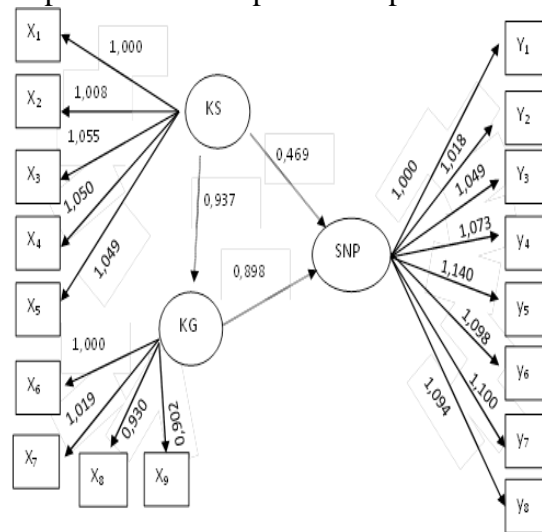 X₁
1,000
X₂
1,008
X₃
1,055
X₄
1,050
X₅
1,049
KS
0,469
0,937
0,898
KG
SNP
X₆
1,000
X₇
1,019
X₈
0,930
X₉
0,902
Y₁
1,000
Y₂
1,018
Y₃
1,049
y₄
1,073
y₅
1,140
y₆
1,098
y₇
1,100
y₈
1,094